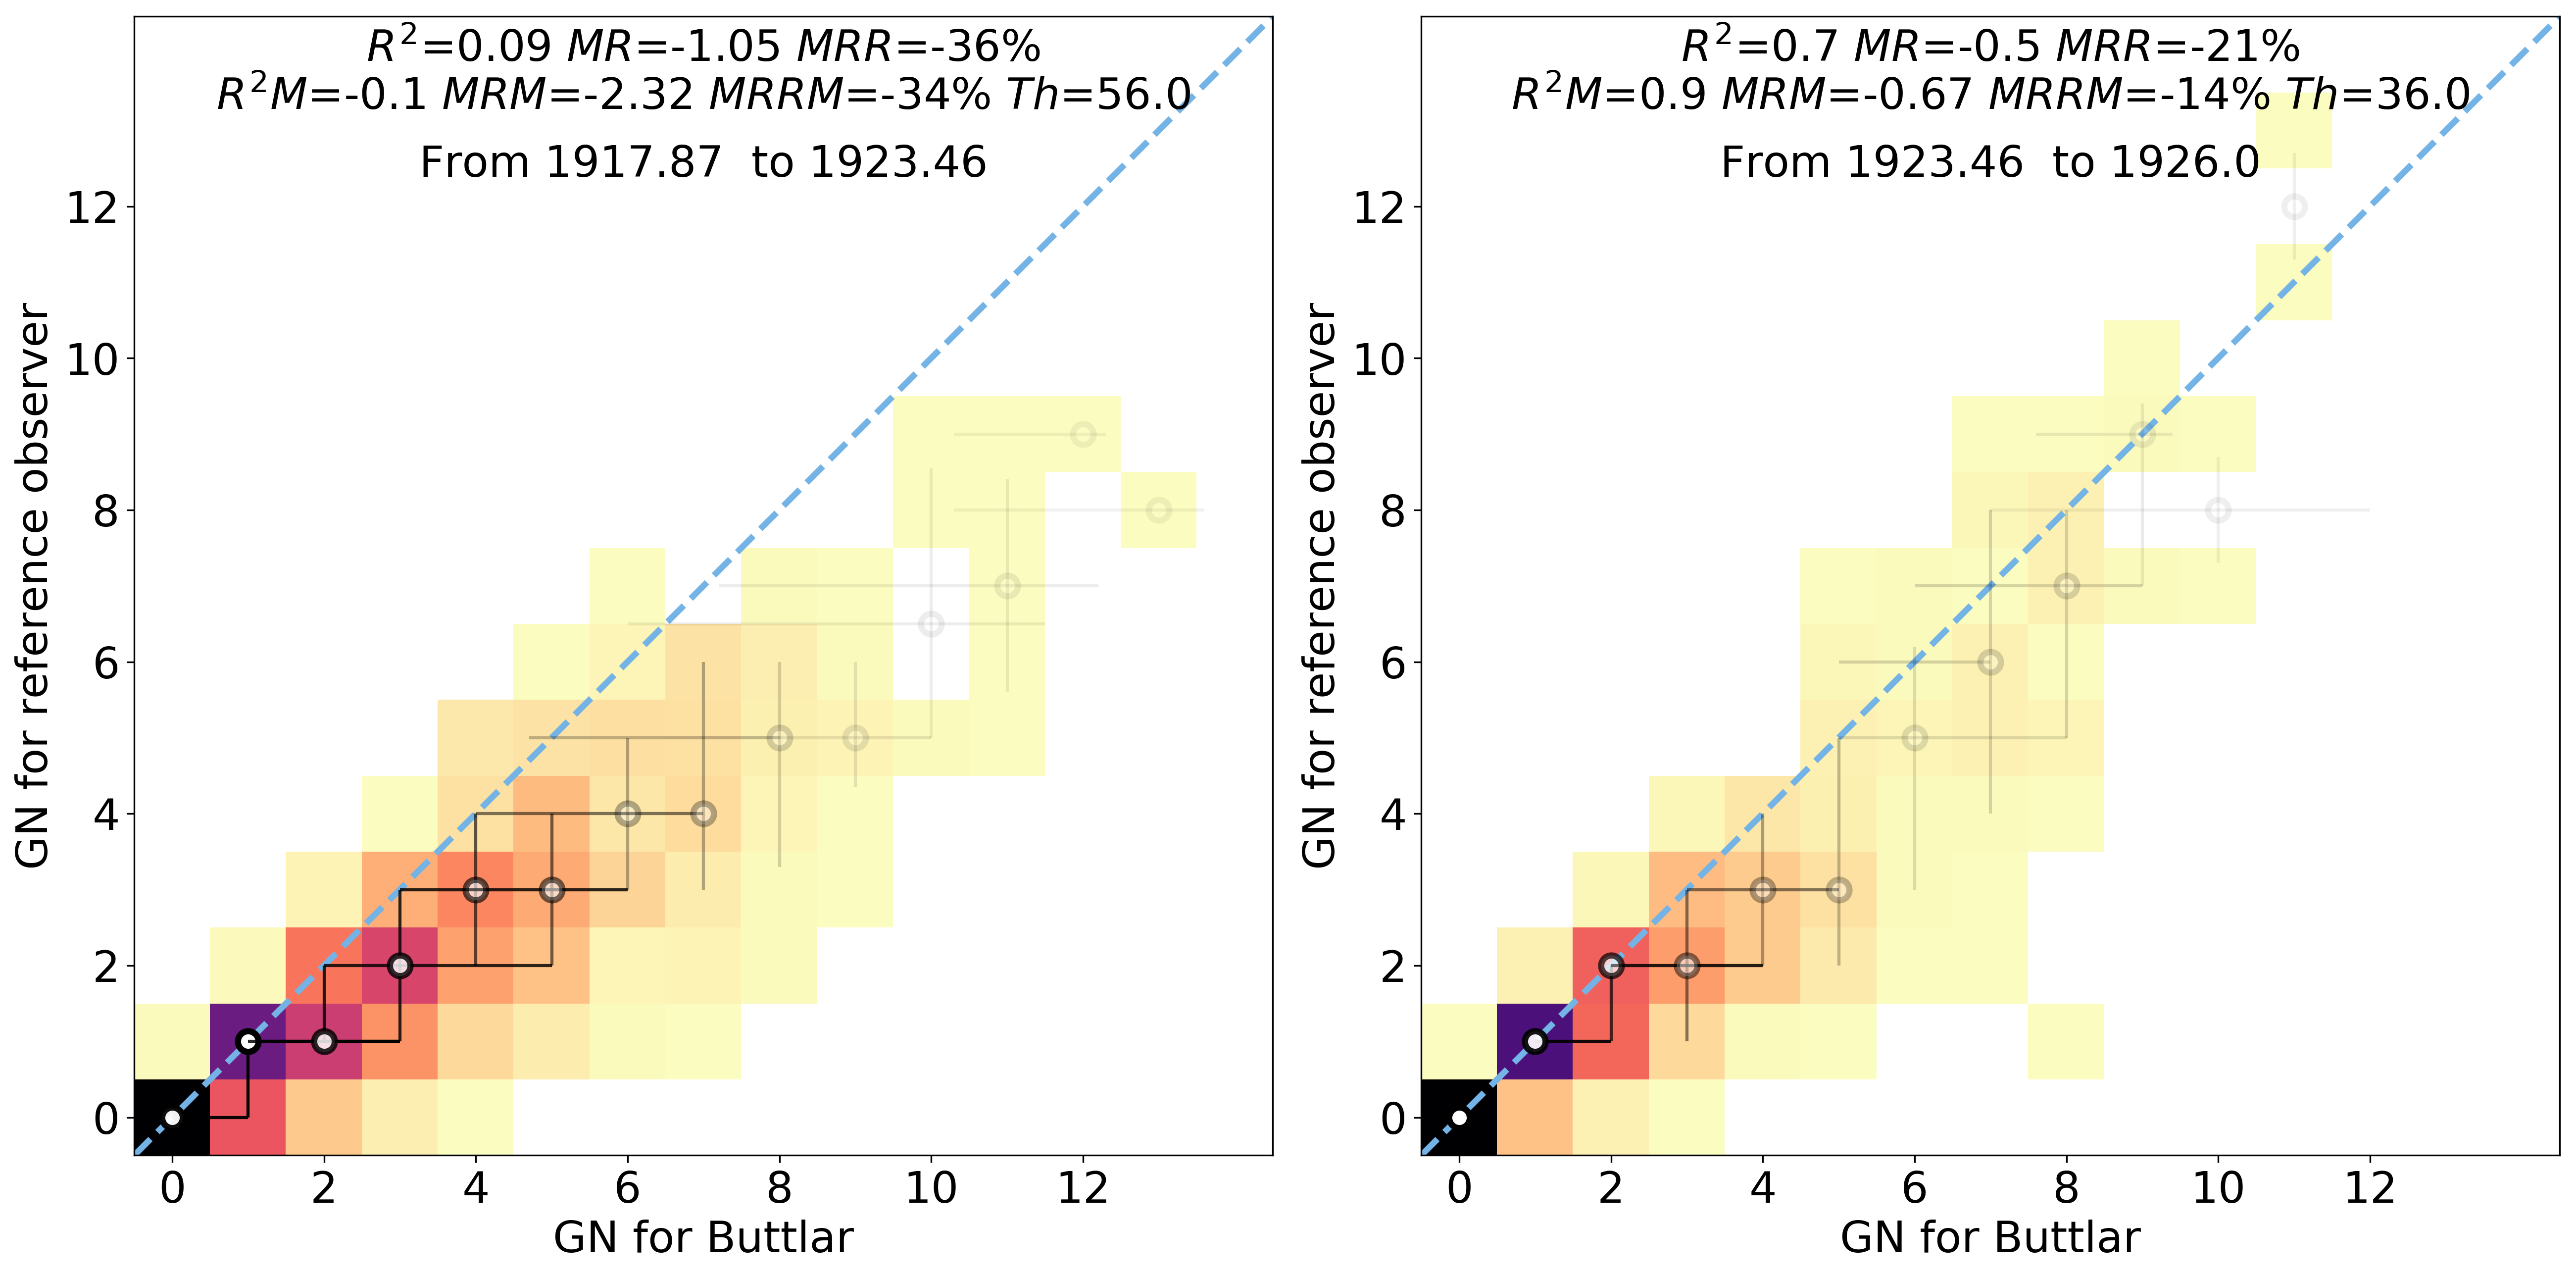 R²=0.09 MR=-1.05 MRR=-36%
R²M=-0.1 MRM=-2.32 MRRM=-34% Th=56.0
From 1917.87 to 1923.46
GN for reference observer
12
10
8
6
4
2
0
0 2 4 6 8 10 12
GN for Buttlar
R²=0.7 MR=-0.5 MRR=-21%
R²M=0.9 MRM=-0.67 MRRM=-14% Th=36.0
From 1923.46 to 1926.0
GN for reference observer
12
10
8
6
4
2
0
0 2 4 6 8 10 12
GN for Buttlar